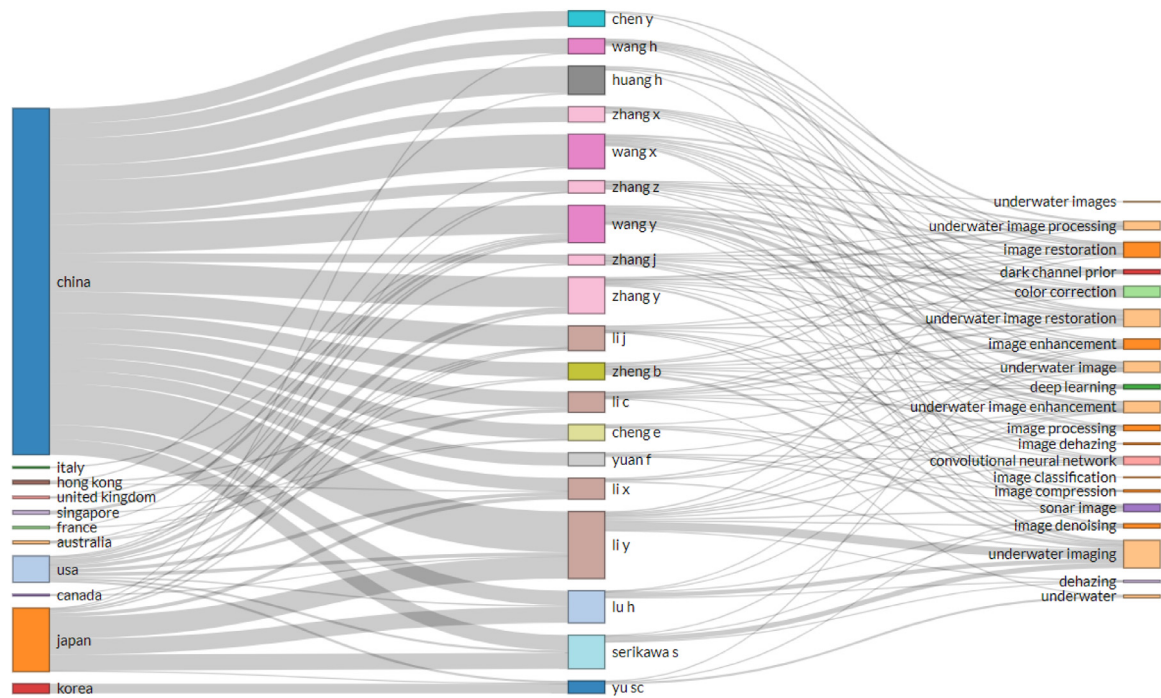 china
italy
hong kong
united kingdom
singapore
france
australia
usa
canada
japan
korea
chen y
wang h
huang h
zhang x
wang x
zhang z
wang y
zhang j
zhang y
li j
zheng b
li c
cheng e
yuan f
li x
li y
lu h
serikawa s
yu sc
underwater images
underwater image processing
image restoration
dark channel prior
color correction
underwater image restoration
image enhancement
underwater image
deep learning
underwater image enhancement
image processing
image dehazing
convolutional neural network
image classification
image compression
sonar image
image denoising
underwater imaging
dehazing
underwater